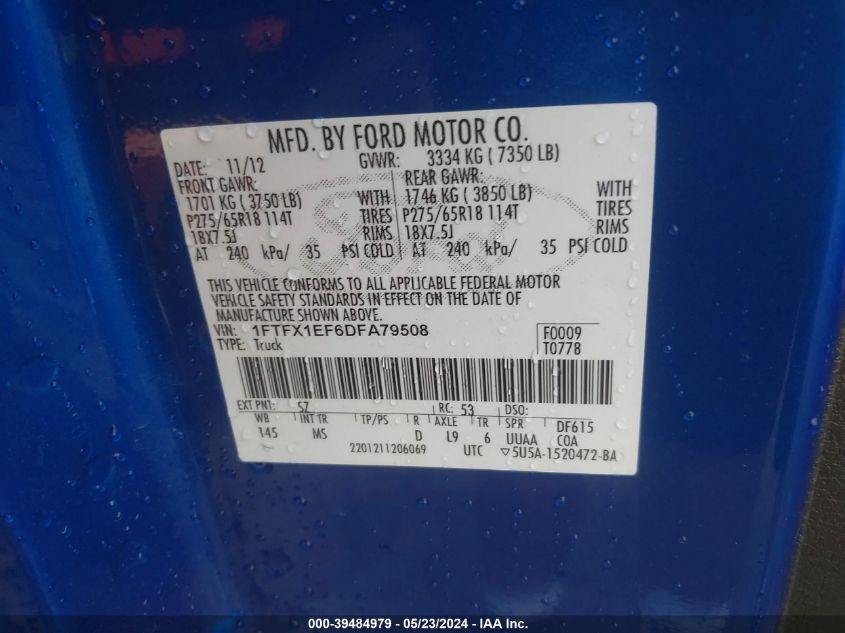 MFD. BY FORD MOTOR CO.
DATE: 11/12 GVWR: 3334 KG ( 7350 LB)
FRONT GAWR: REAR GAWR:
1701 KG ( 3750 LB) WITH 1746 KG ( 3850 LB) WITH
P275/65R18 114T TIRES P275/65R18 114T TIRES
18X7.5J RIMS 18X7.5J RIMS
AT 240 kPa/ 35 PSI COLD AT 240 kPa/ 35 PSI COLD
Ford
THIS VEHICLE CONFORMS TO ALL APPLICABLE FEDERAL MOTOR
VEHICLE SAFETY STANDARDS IN EFFECT ON THE DATE OF
MANUFACTURE SHOWN ABOVE.
VIN: 1FTFX1EF6DFA79508 F0009
TYPE: Truck T0778
EXT PNT: SZ RC: 53 DSO:
WB INT TR TP/PS R AXLE TR SPR DF615
145 MS D L9 6 UUAA COA
2201211206069 UTC ▽5U5A-1520472-BA
000-39484979 — 05/23/2024 — IAA Inc.